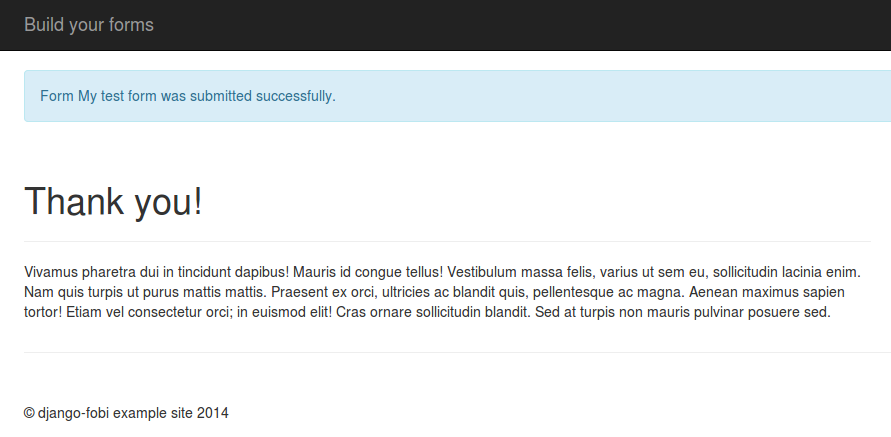 Build your forms
Form My test form was submitted successfully.
Thank you!
Vivamus pharetra dui in tincidunt dapibus! Mauris id congue tellus! Vestibulum massa felis, varius ut sem eu, sollicitudin lacinia enim.
Nam quis turpis ut purus mattis mattis. Praesent ex orci, ultricies ac blandit quis, pellentesque ac magna. Aenean maximus sapien
tortor! Etiam vel consectetur orci; in euismod elit! Cras ornare sollicitudin blandit. Sed at turpis non mauris pulvinar posuere sed.
© django-fobi example site 2014